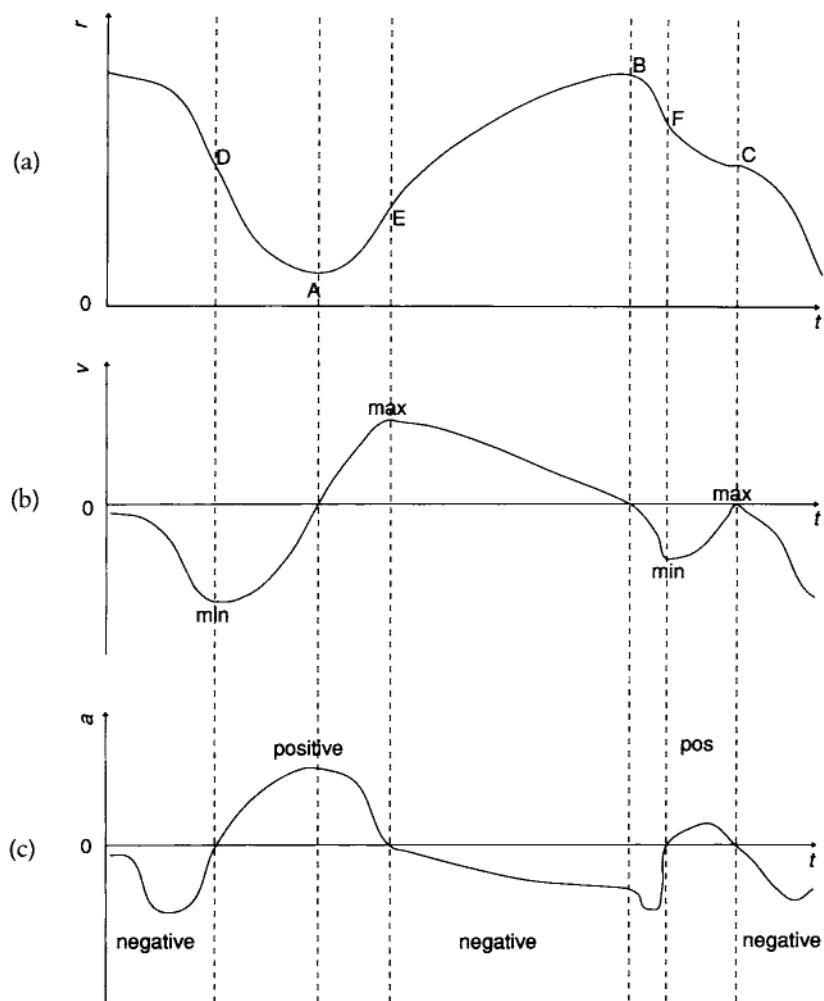 r
B
D
F
(a)
C
E
A
0
t
v
max
(b)
0
max
t
min
min
a
positive
pos
(c)
0
t
negative
negative
negative